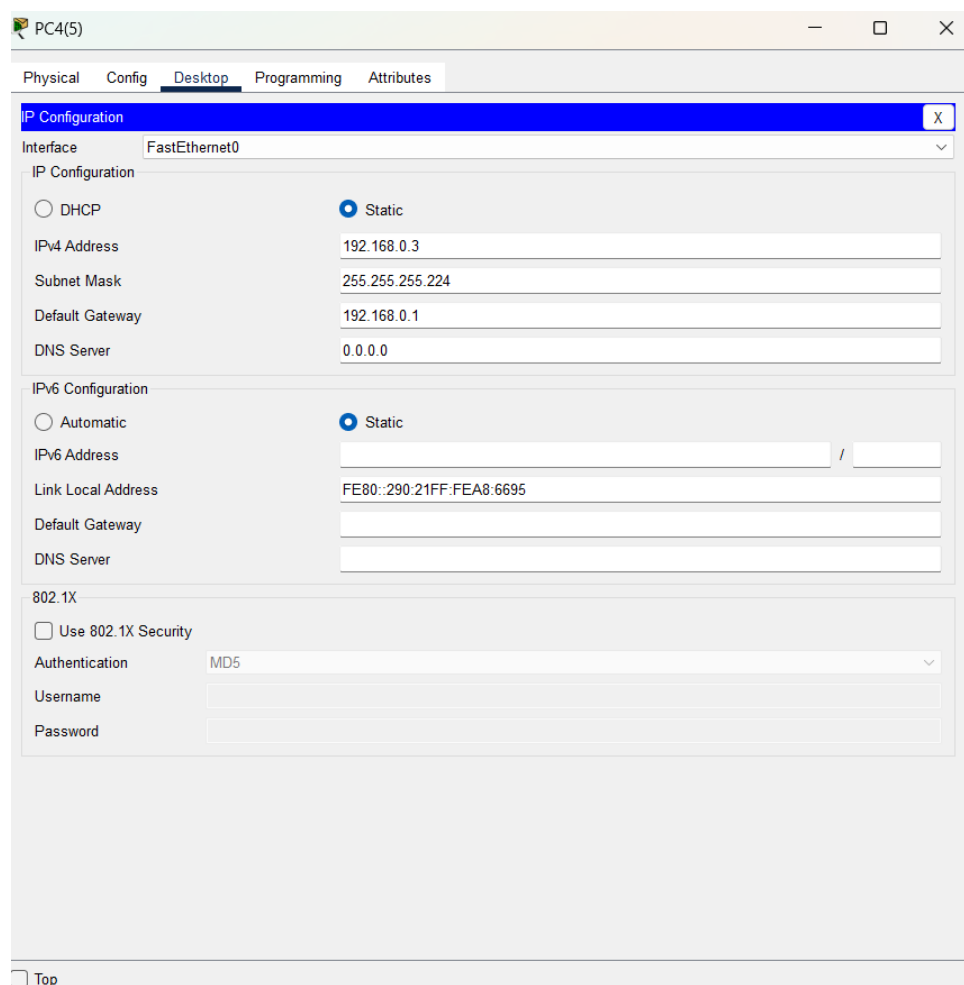 PC4(5)
Physical Config Desktop Programming Attributes
IP Configuration X
Interface FastEthernet0
IP Configuration
DHCP Static
IPv4 Address 192.168.0.3
Subnet Mask 255.255.255.224
Default Gateway 192.168.0.1
DNS Server 0.0.0.0
IPv6 Configuration
Automatic Static
IPv6 Address /
Link Local Address FE80::290:21FF:FEA8:6695
Default Gateway
DNS Server
802.1X
Use 802.1X Security
Authentication MD5
Username
Password
Top